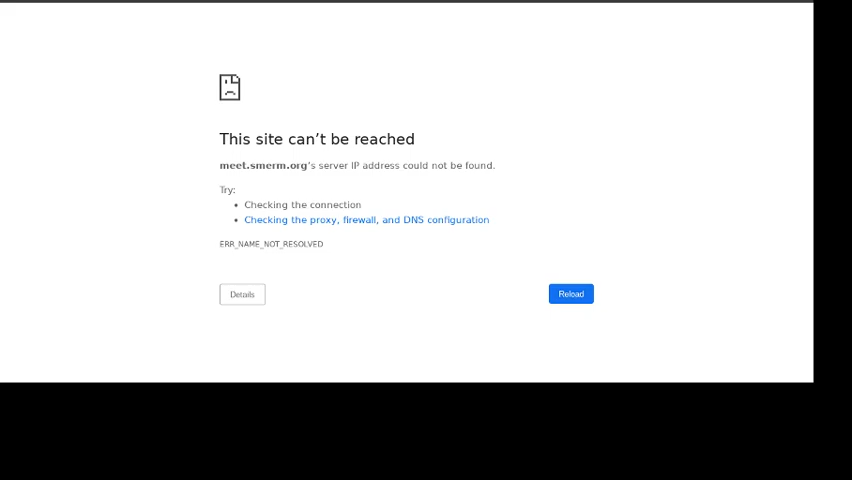 This site can’t be reached
meet.smerm.org’s server IP address could not be found.
Try:
• Checking the connection
• Checking the proxy, firewall, and DNS configuration
ERR_NAME_NOT_RESOLVED
Details
Reload